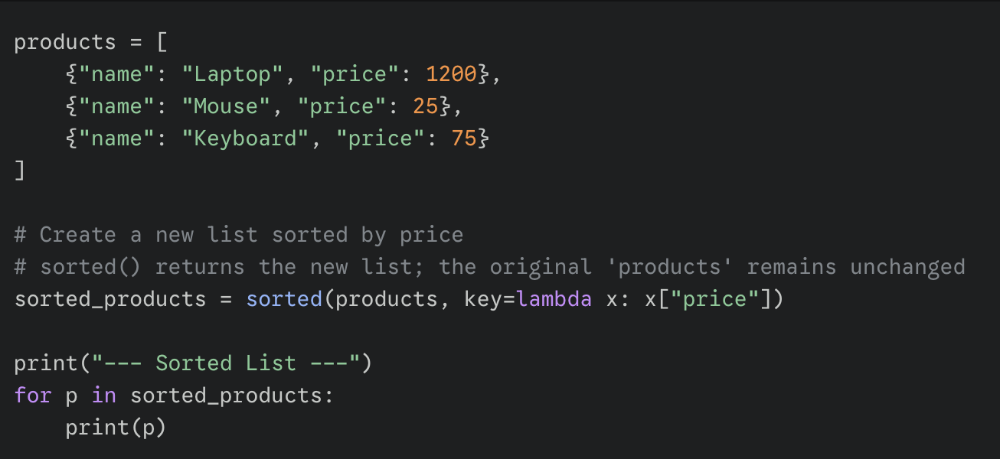 products = [
    {"name": "Laptop", "price": 1200},
    {"name": "Mouse", "price": 25},
    {"name": "Keyboard", "price": 75}
]

# Create a new list sorted by price
# sorted() returns the new list; the original 'products' remains unchanged
sorted_products = sorted(products, key=lambda x: x["price"])

print("--- Sorted List ---")
for p in sorted_products:
    print(p)